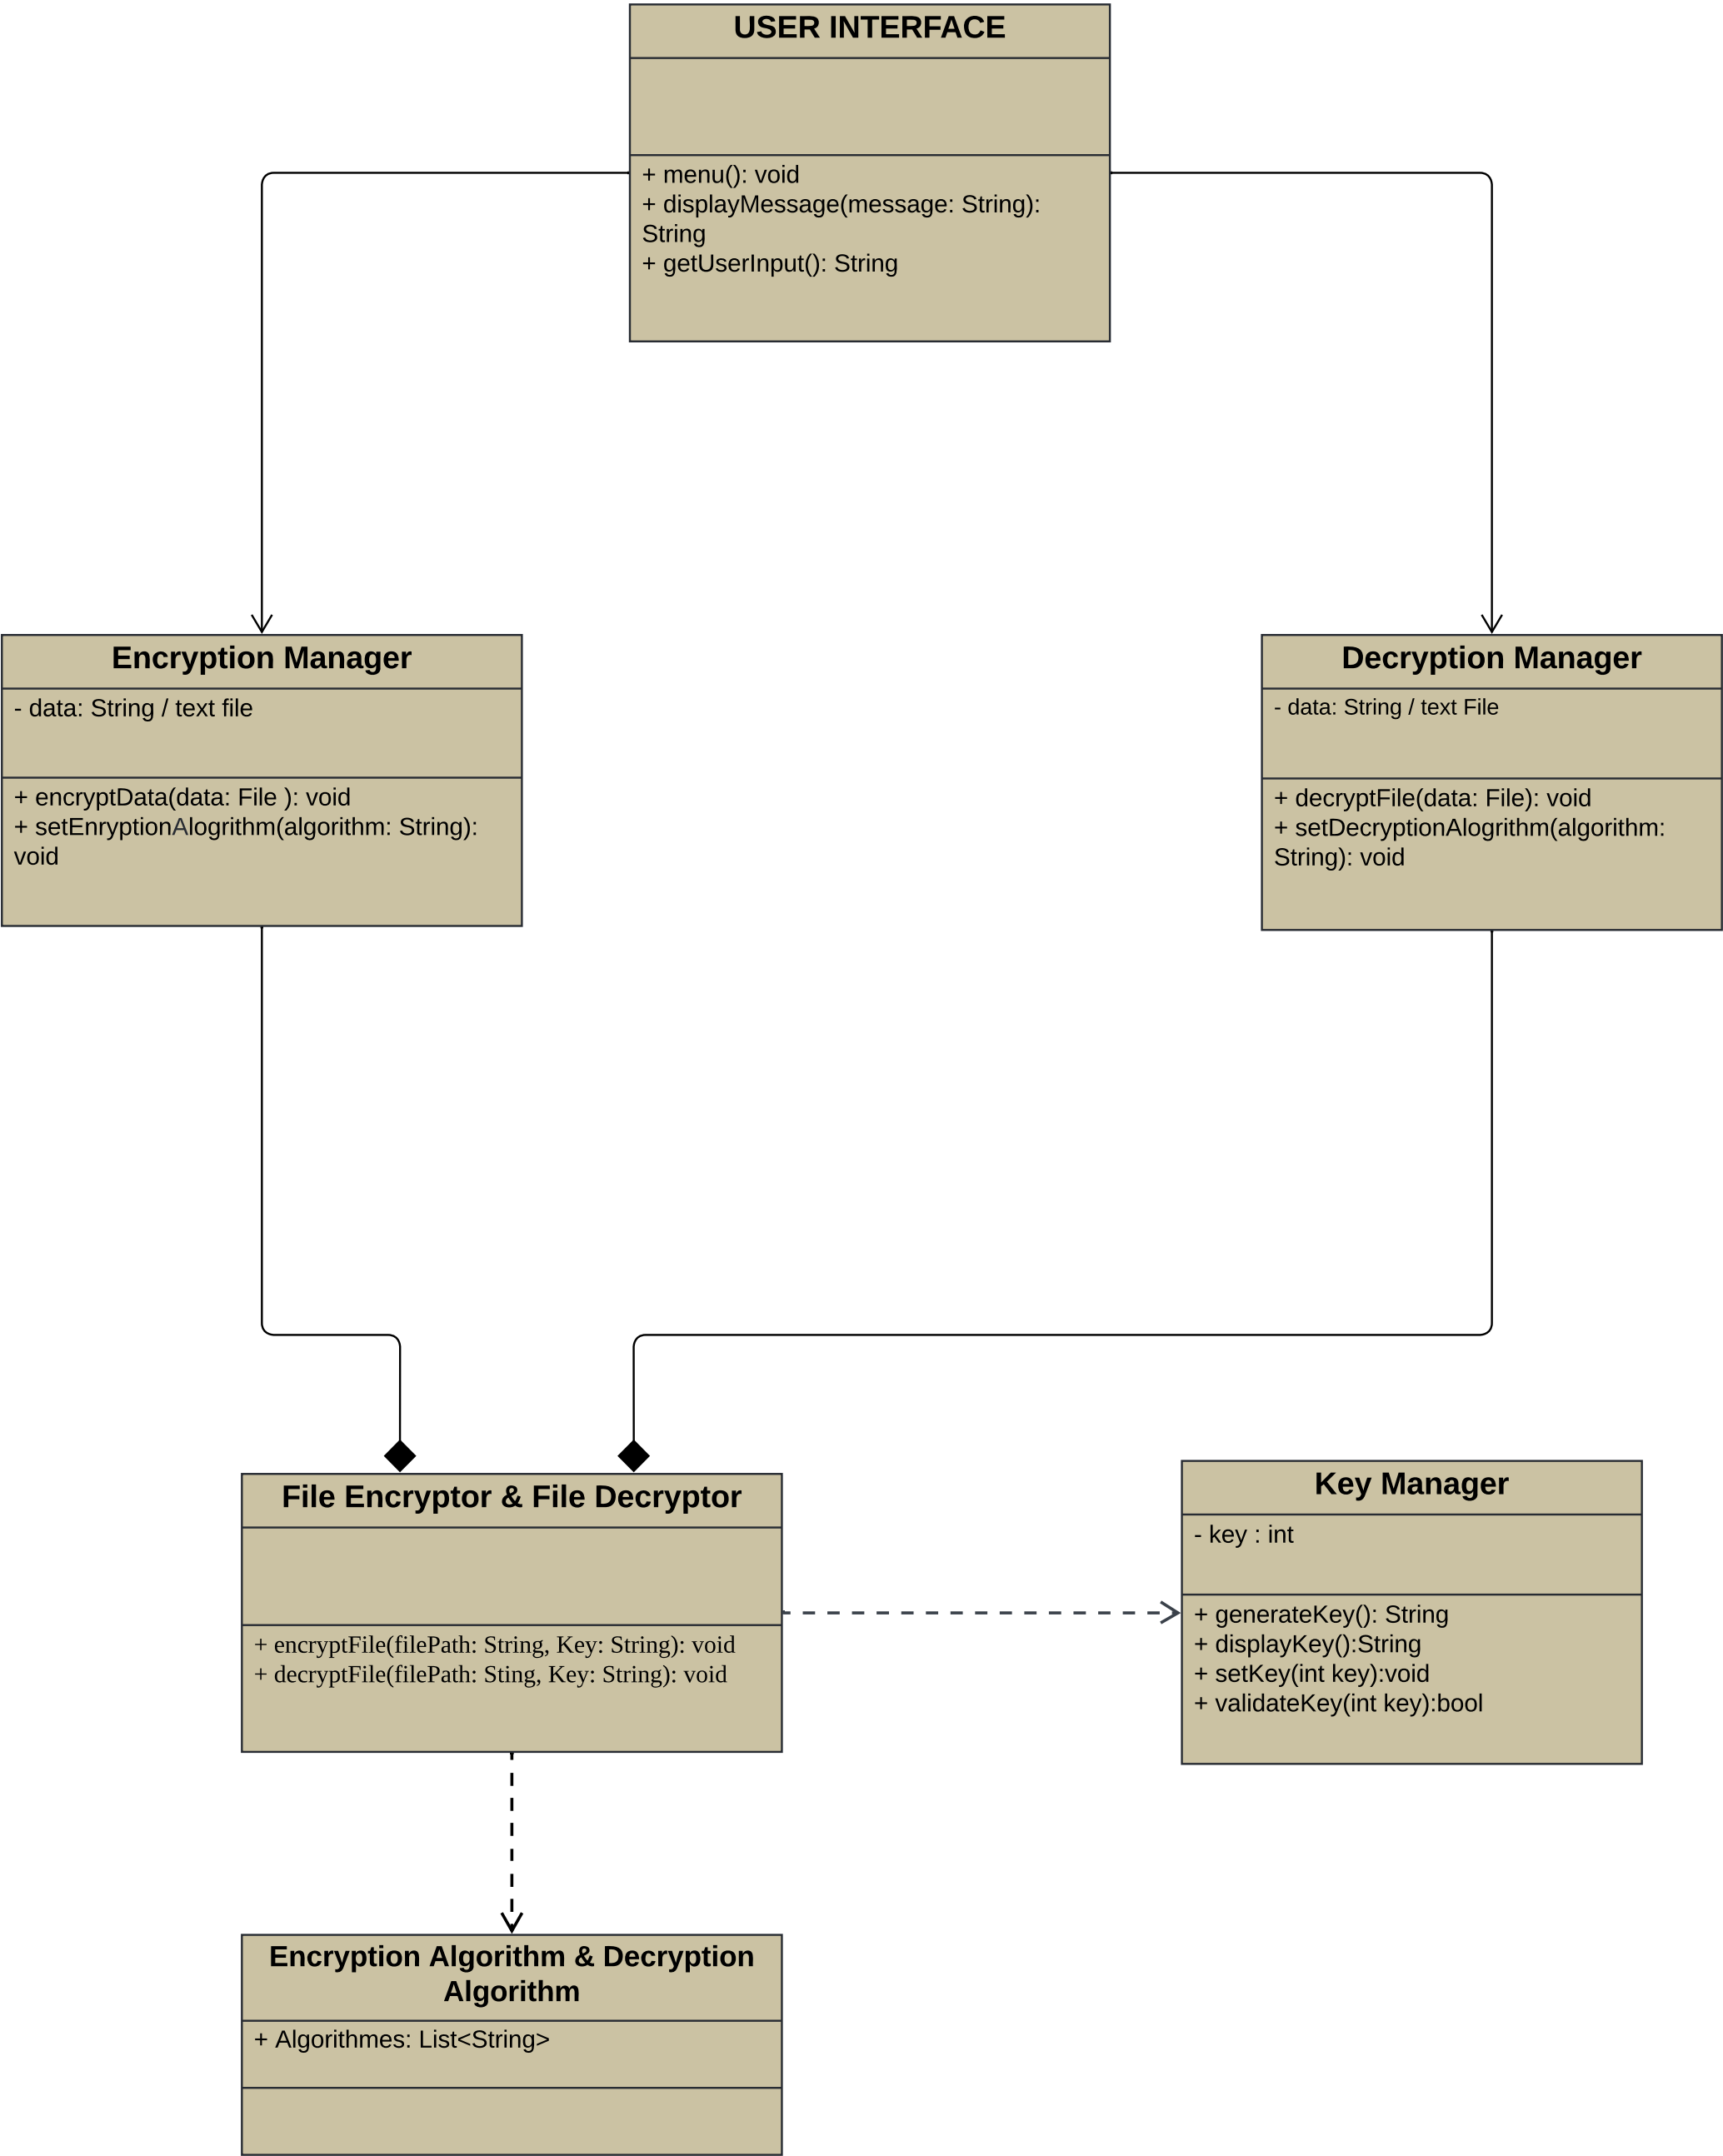 USER INTERFACE
+ menu(): void
+ displayMessage(message: String):
String
+ getUserInput(): String
Encryption Manager
- data: String / text file
+ encryptData(data: File ): void
+ setEnryptionAlogrithm(algorithm: String):
void
Decryption Manager
- data: String / text File
+ decryptFile(data: File): void
+ setDecryptionAlogrithm(algorithm:
String): void
File Encryptor & File Decryptor
+ encryptFile(filePath: String, Key: String): void
+ decryptFile(filePath: Sting, Key: String): void
Key Manager
- key : int
+ generateKey(): String
+ displayKey():String
+ setKey(int key):void
+ validateKey(int key):bool
Encryption Algorithm & Decryption
Algorithm
+ Algorithmes: List<String>